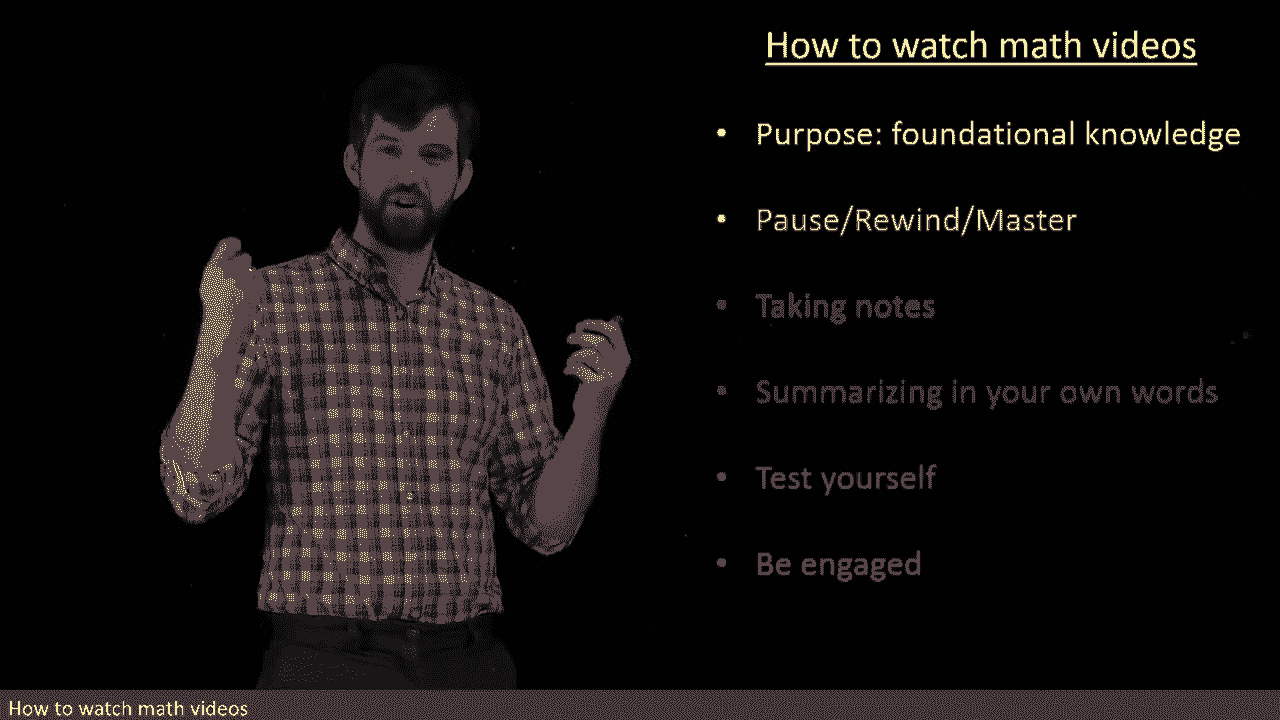 How to watch math videos
• Purpose: foundational knowledge
• Pause/Rewind/Master
• Taking notes
• Summarizing in your own words
• Test yourself
• Be engaged
How to watch math videos